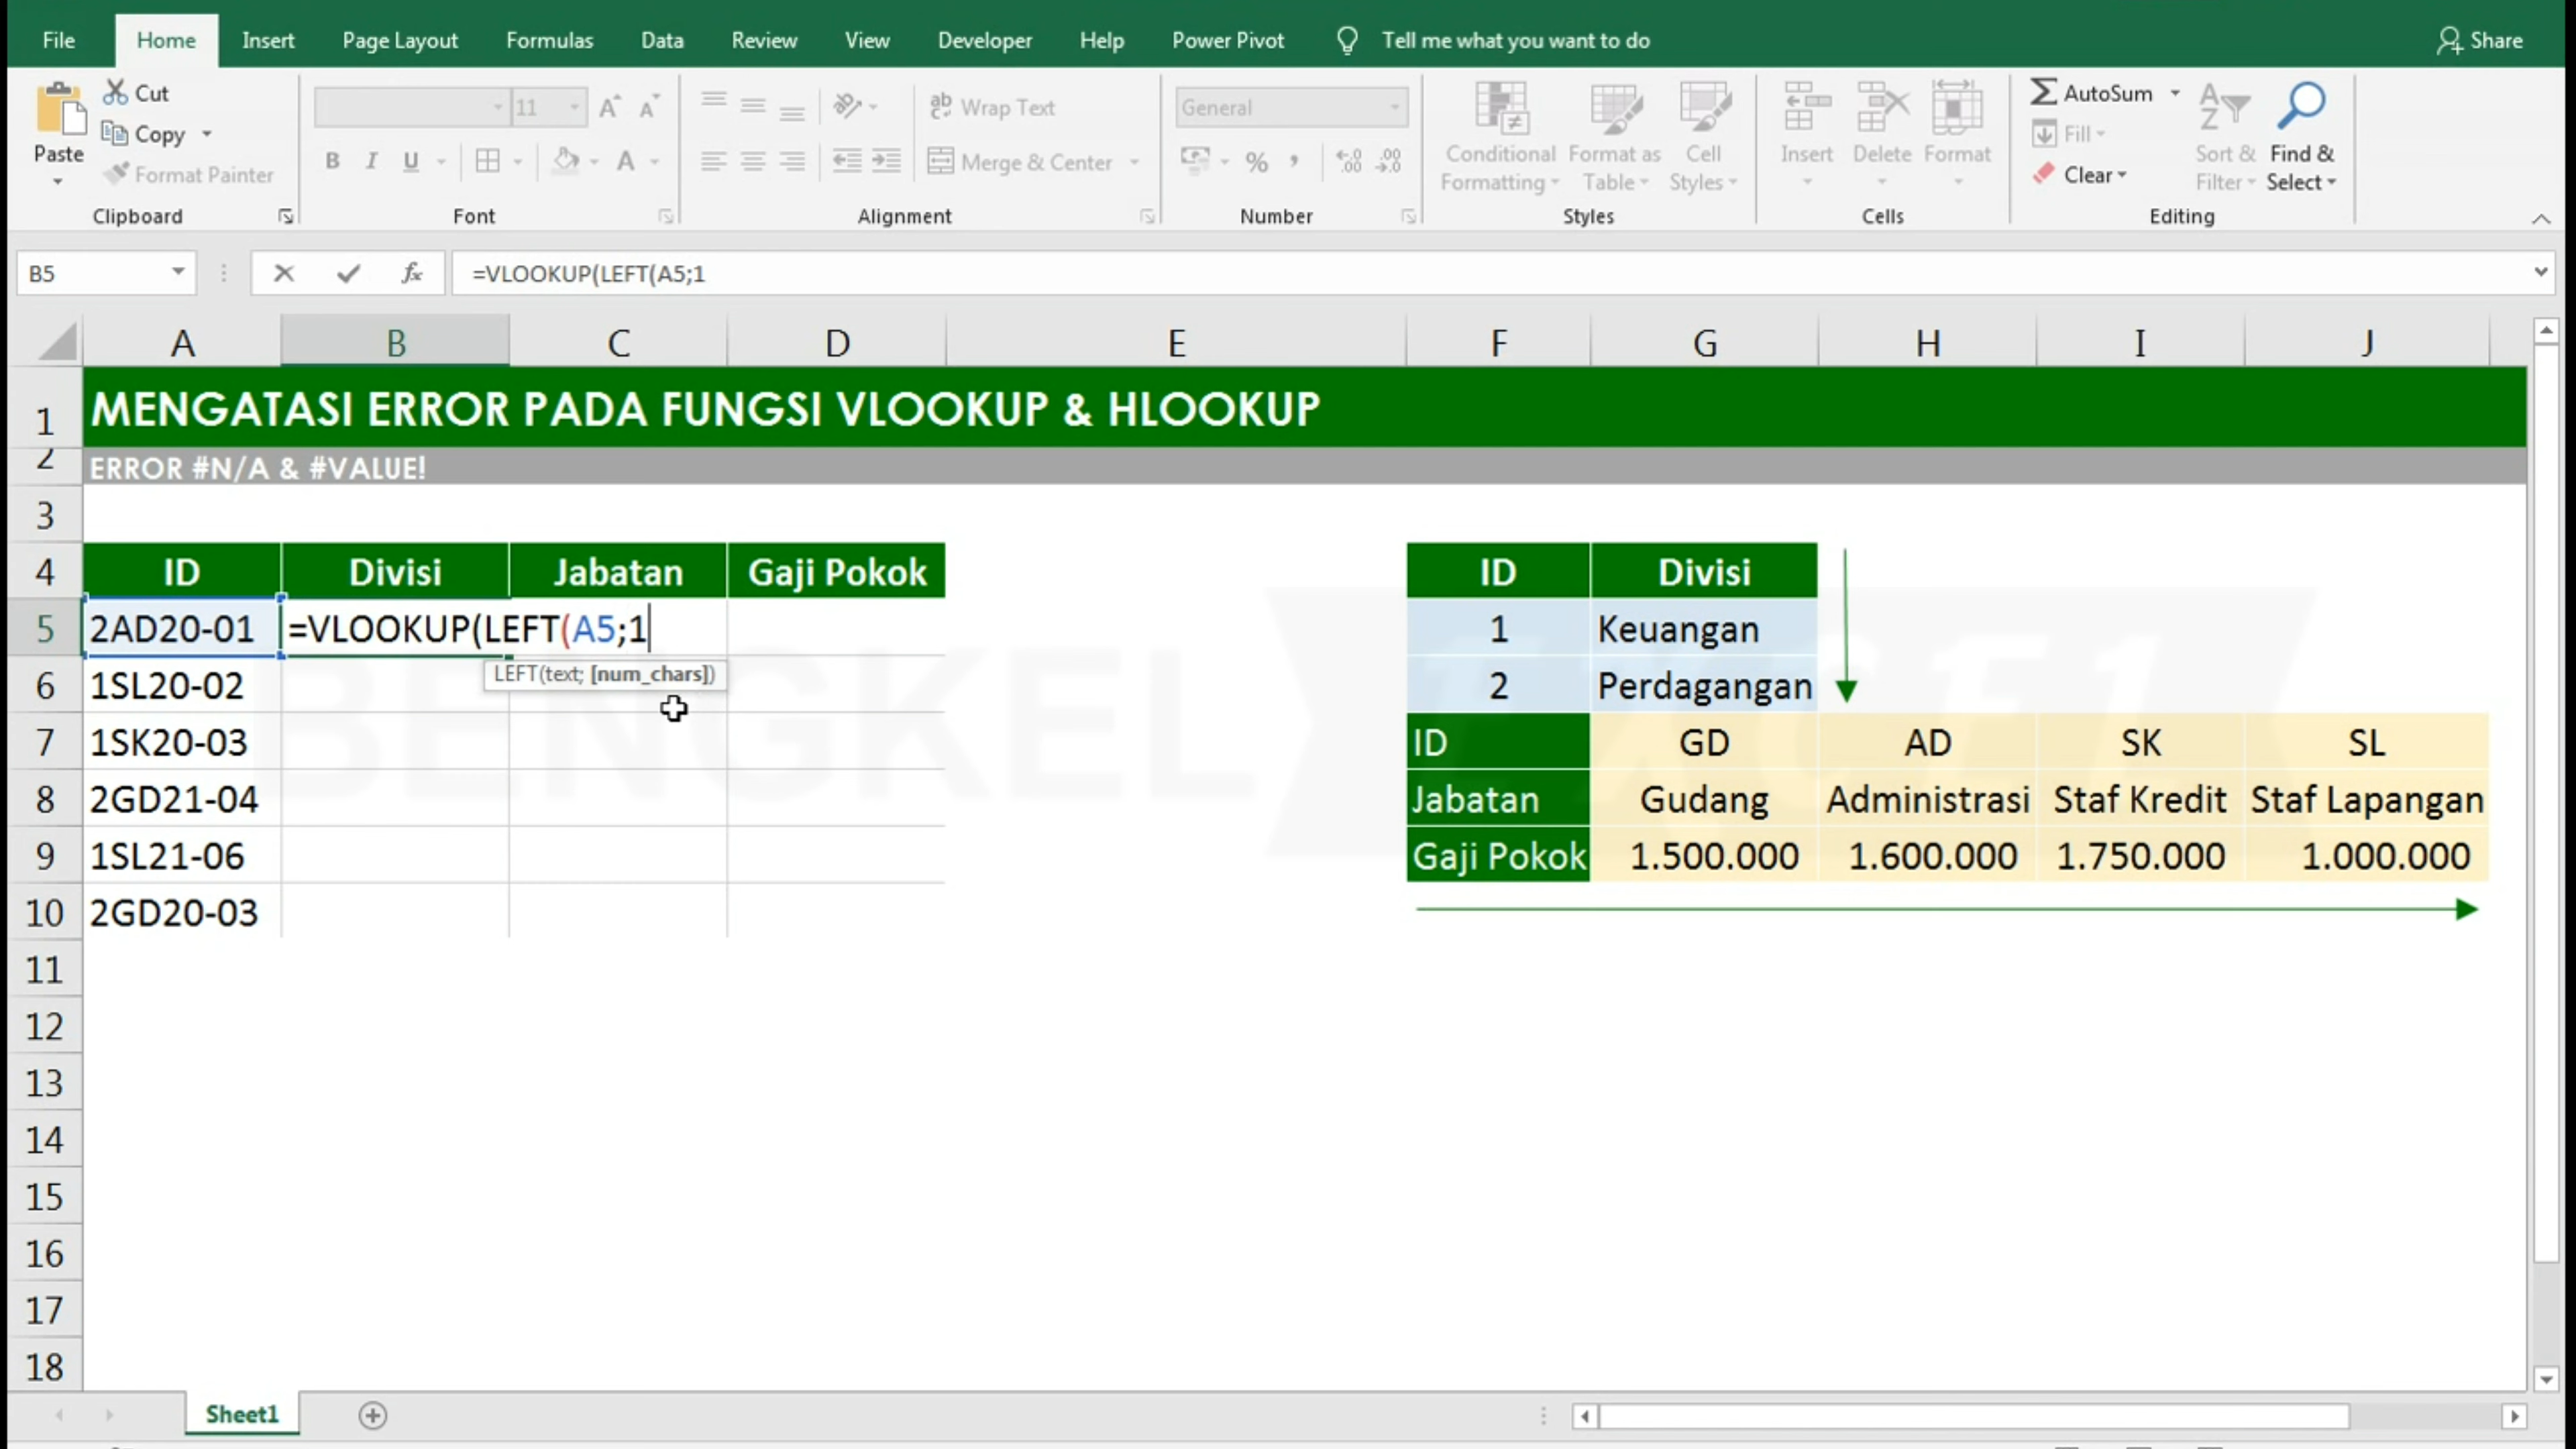 File Home Insert Page Layout Formulas Data Review View Developer Help Power Pivot Tell me what you want to do Share
Paste
Cut
Copy
Format Painter
Clipboard
11
B I U
Font
Wrap Text
Merge & Center
Alignment
General
%
Number
Conditional Formatting
Format as Table
Cell Styles
Styles
Insert Delete Format
Cells
AutoSum
Fill
Clear
Sort & Filter
Find & Select
Editing
B5 fx =VLOOKUP(LEFT(A5;1
A B C D E F G H I J
1 MENGATASI ERROR PADA FUNGSI VLOOKUP & HLOOKUP
2 ERROR #N/A & #VALUE!
3
4 ID Divisi Jabatan Gaji Pokok ID Divisi
5 2AD20-01 =VLOOKUP(LEFT(A5;1 1 Keuangan
LEFT(text; [num_chars])
6 1SL20-02 2 Perdagangan
7 1SK20-03 ID GD AD SK SL
8 2GD21-04 Jabatan Gudang Administrasi Staf Kredit Staf Lapangan
9 1SL21-06 Gaji Pokok 1.500.000 1.600.000 1.750.000 1.000.000
10 2GD20-03
11
12
13
14
15
16
17
18
BENGKEL EXCEL
Sheet1